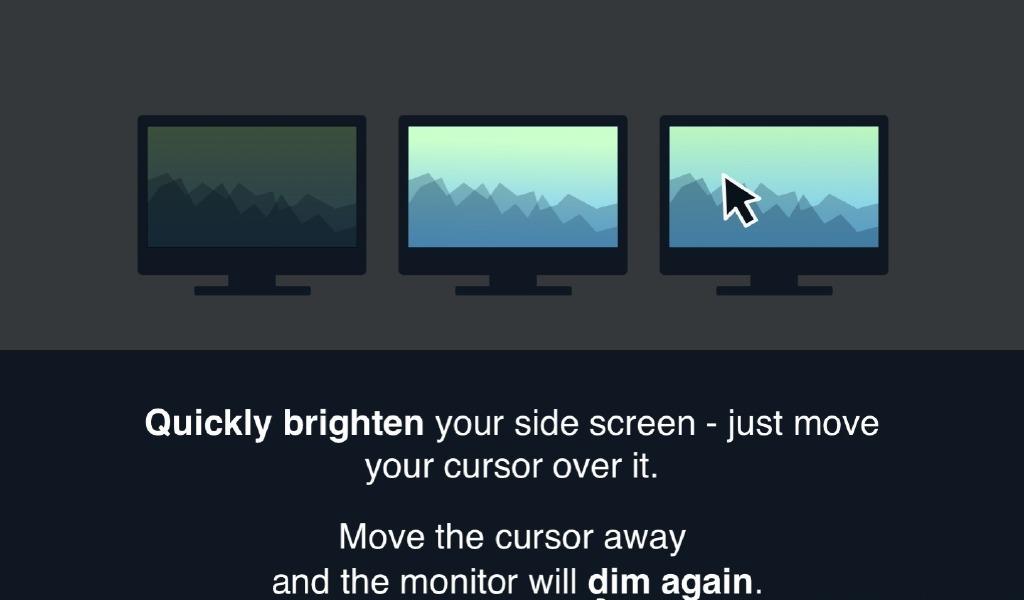 Quickly brighten your side screen - just move
your cursor over it.
Move the cursor away
and the monitor will dim again.